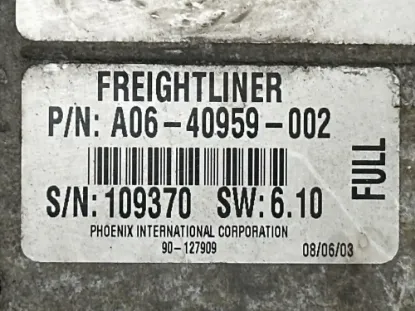 FREIGHTLINER
P/N: A06-40959-002
S/N: 109370 SW: 6.10
FULL
PHOENIX INTERNATIONAL CORPORATION
90-127909 08/06/03